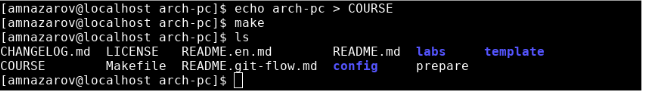 [amnazarov@localhost arch-pc]$ echo arch-pc > COURSE
[amnazarov@localhost arch-pc]$ make
[amnazarov@localhost arch-pc]$ ls
CHANGELOG.md  LICENSE   README.en.md        README.md  labs     template
COURSE        Makefile  README.git-flow.md  config     prepare
[amnazarov@localhost arch-pc]$